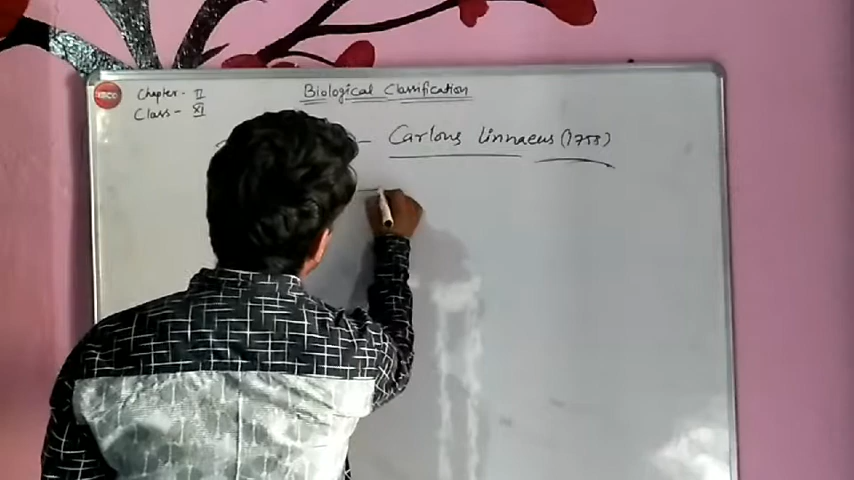 Chapter - II
Biological Classification
Class - XI
- Carlous linnaeus (1758)